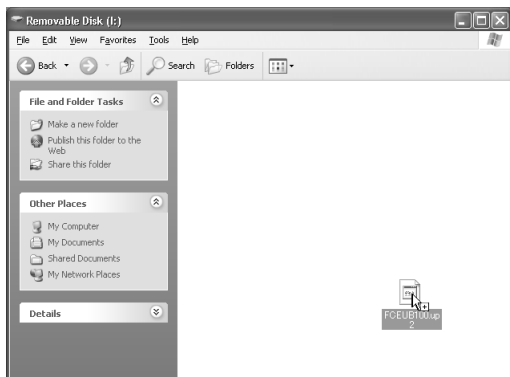 Removable Disk (I:)
File Edit View Favorites Tools Help
Back Search Folders
File and Folder Tasks
Make a new folder
Publish this folder to the
Web
Share this folder
Other Places
My Computer
My Documents
Shared Documents
My Network Places
Details
FCEUB100.up
2